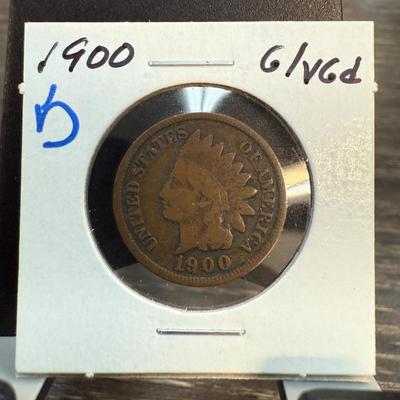 1900 G/VGd
UNITED STATES OF AMERICA
1900